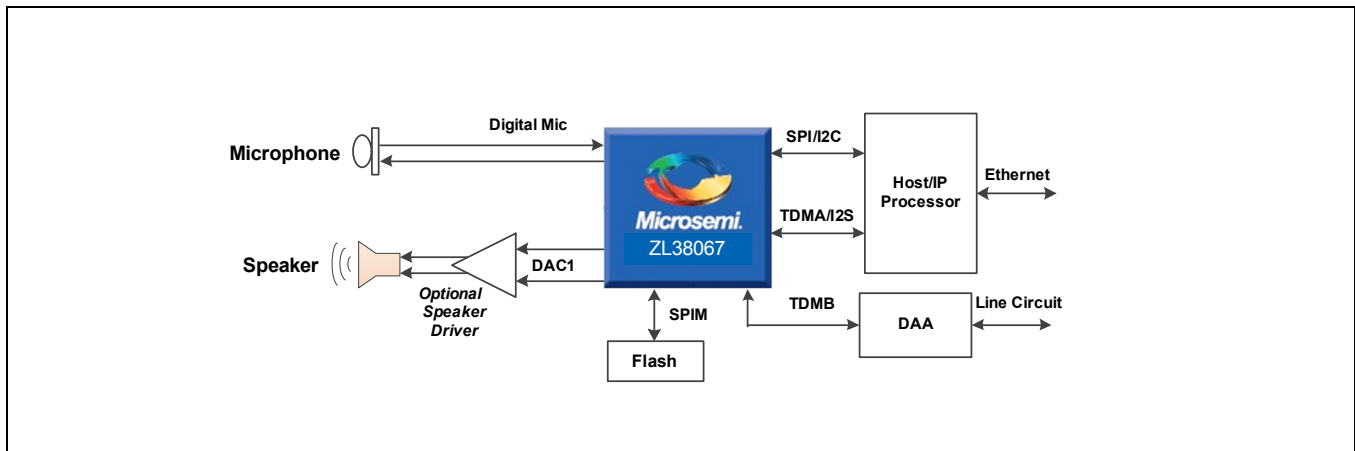 Digital Mic
SPI/I2C
Microphone
Host/IP
Processor
Ethernet
Microsemi.
TDMA/I2S
ZL38067
Speaker
DAC1
Optional
Speaker
Driver
SPIM
TDMB
Line Circuit
DAA
Flash